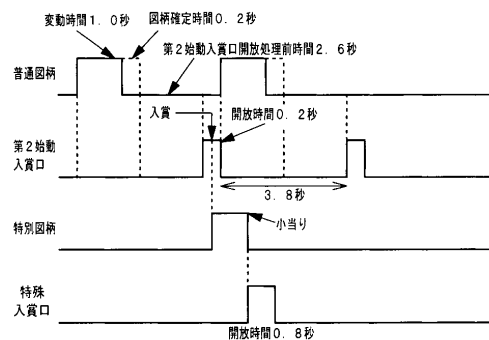 変動時間1.0秒
図柄確定時間0.2秒
第2始動入賞口開放処理前時間2.6秒
普通図柄
入賞
開放時間0.2秒
第2始動
入賞口
3.8秒
特別図柄
小当り
特殊
入賞口
開放時間0.8秒